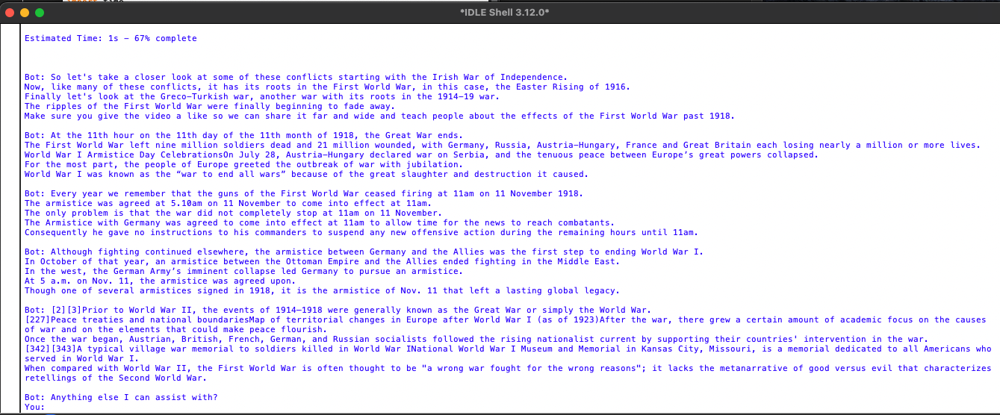 import time
*IDLE Shell 3.12.0*
Estimated Time: 1s – 67% complete
Bot: So let's take a closer look at some of these conflicts starting with the Irish War of Independence.
Now, like many of these conflicts, it has its roots in the First World War, in this case, the Easter Rising of 1916.
Finally let's look at the Greco–Turkish war, another war with its roots in the 1914–19 war.
The ripples of the First World War were finally beginning to fade away.
Make sure you give the video a like so we can share it far and wide and teach people about the effects of the First World War past 1918.
Bot: At the 11th hour on the 11th day of the 11th month of 1918, the Great War ends.
The First World War left nine million soldiers dead and 21 million wounded, with Germany, Russia, Austria–Hungary, France and Great Britain each losing nearly a million or more lives.
World War I Armistice Day CelebrationsOn July 28, Austria–Hungary declared war on Serbia, and the tenuous peace between Europe’s great powers collapsed.
For the most part, the people of Europe greeted the outbreak of war with jubilation.
World War I was known as the “war to end all wars” because of the great slaughter and destruction it caused.
Bot: Every year we remember that the guns of the First World War ceased firing at 11am on 11 November 1918.
The armistice was agreed at 5.10am on 11 November to come into effect at 11am.
The only problem is that the war did not completely stop at 11am on 11 November.
The Armistice with Germany was agreed to come into effect at 11am to allow time for the news to reach combatants.
Consequently he gave no instructions to his commanders to suspend any new offensive action during the remaining hours until 11am.
Bot: Although fighting continued elsewhere, the armistice between Germany and the Allies was the first step to ending World War I.
In October of that year, an armistice between the Ottoman Empire and the Allies ended fighting in the Middle East.
In the west, the German Army’s imminent collapse led Germany to pursue an armistice.
At 5 a.m. on Nov. 11, the armistice was agreed upon.
Though one of several armistices signed in 1918, it is the armistice of Nov. 11 that left a lasting global legacy.
Bot: [2][3]Prior to World War II, the events of 1914–1918 were generally known as the Great War or simply the World War.
[227]Peace treaties and national boundariesMap of territorial changes in Europe after World War I (as of 1923)After the war, there grew a certain amount of academic focus on the causes
of war and on the elements that could make peace flourish.
Once the war began, Austrian, British, French, German, and Russian socialists followed the rising nationalist current by supporting their countries' intervention in the war.
[342][343]A typical village war memorial to soldiers killed in World War INational World War I Museum and Memorial in Kansas City, Missouri, is a memorial dedicated to all Americans who
served in World War I.
When compared with World War II, the First World War is often thought to be "a wrong war fought for the wrong reasons"; it lacks the metanarrative of good versus evil that characterizes
retellings of the Second World War.
Bot: Anything else I can assist with?
You: